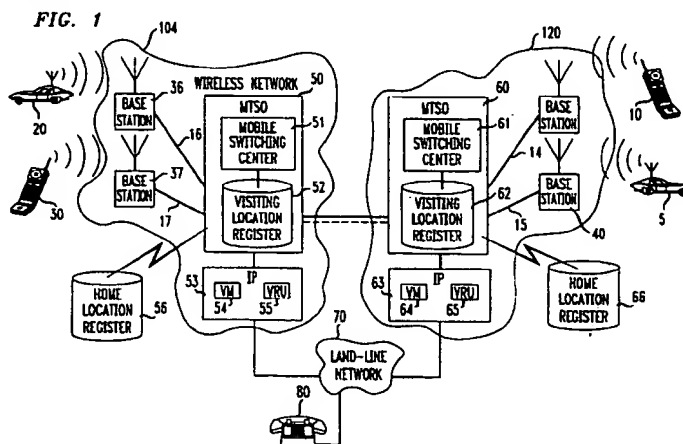 FIG. 1
104
120
WIRELESS NETWORK
50
60
MTSO
MTSO
36
BASE
STATION
20
16
51
MOBILE
SWITCHING
CENTER
61
MOBILE
SWITCHING
CENTER
14
BASE
STATION
10
37
BASE
STATION
30
17
52
VISITING
LOCATION
REGISTER
62
VISITING
LOCATION
REGISTER
15
BASE
STATION
40
5
HOME
LOCATION
REGISTER
56
53
IP
VM
VRU
54
55
63
IP
VM
VRU
64
65
HOME
LOCATION
REGISTER
66
70
LAND-LINE
NETWORK
80